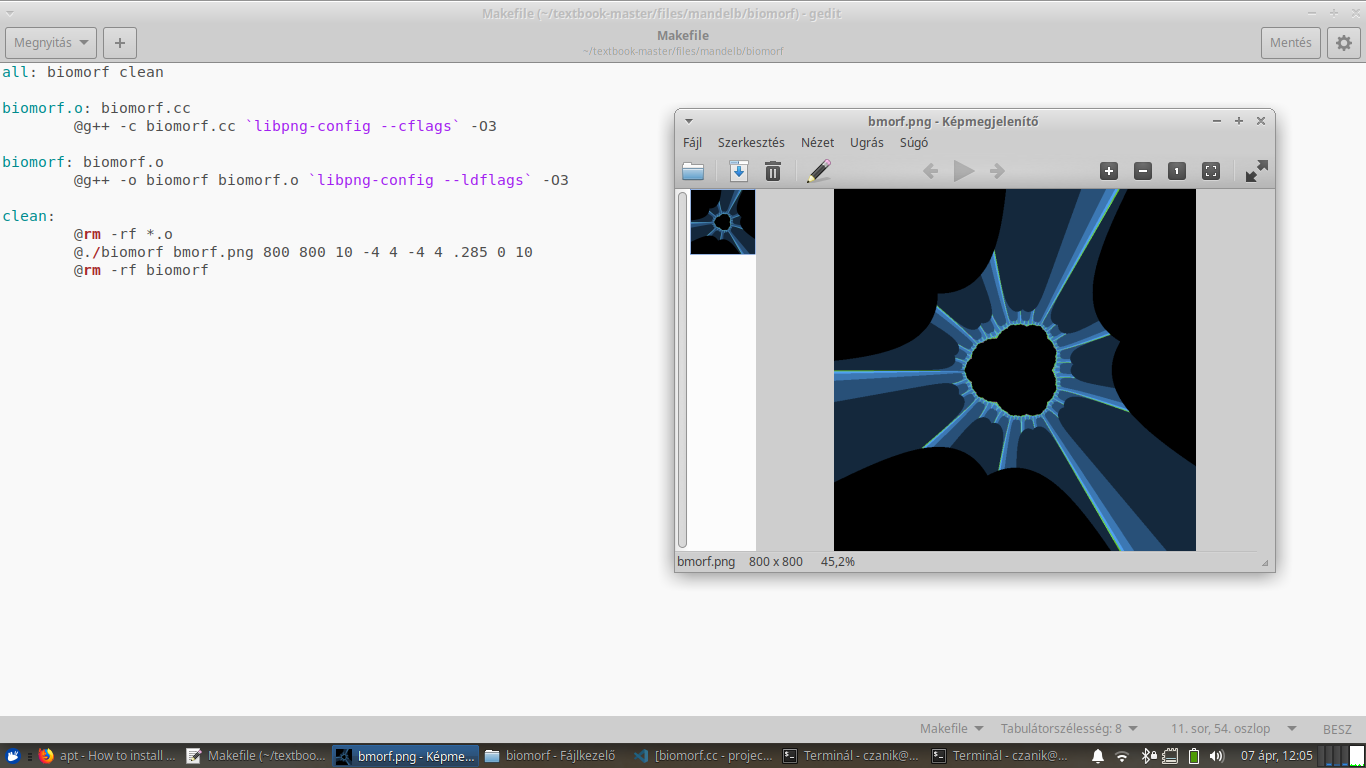 Makefile (~/textbook-master/files/mandelb/biomorf) - gedit
Megnyitás
Makefile
~/textbook-master/files/mandelb/biomorf
Mentés
all: biomorf clean
biomorf.o: biomorf.cc
@g++ -c biomorf.cc `libpng-config --cflags` -O3
biomorf: biomorf.o
@g++ -o biomorf biomorf.o `libpng-config --ldflags` -O3
clean:
@rm -rf *.o
@./biomorf bmorf.png 800 800 10 -4 4 -4 4 .285 0 10
@rm -rf biomorf
bmorf.png - Képmegjelenítő
Fájl Szerkesztés Nézet Ugrás Súgó
bmorf.png 800 x 800 45,2%
Makefile Tabulátorszélesség: 8 11. sor, 54. oszlop BESZ
apt - How to install ... Makefile (~/textboo... bmorf.png - Képme... biomorf - Fájlkezelő [biomorf.cc - projec... Terminál - czanik@... Terminál - czanik@... 07 ápr, 12:05